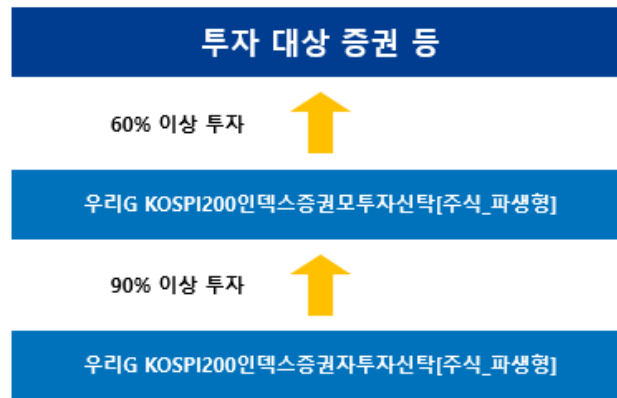 투자 대상 증권 등
60% 이상 투자
우리G KOSPI200인덱스증권모투자신탁[주식_파생형]
90% 이상 투자
우리G KOSPI200인덱스증권자투자신탁[주식_파생형]